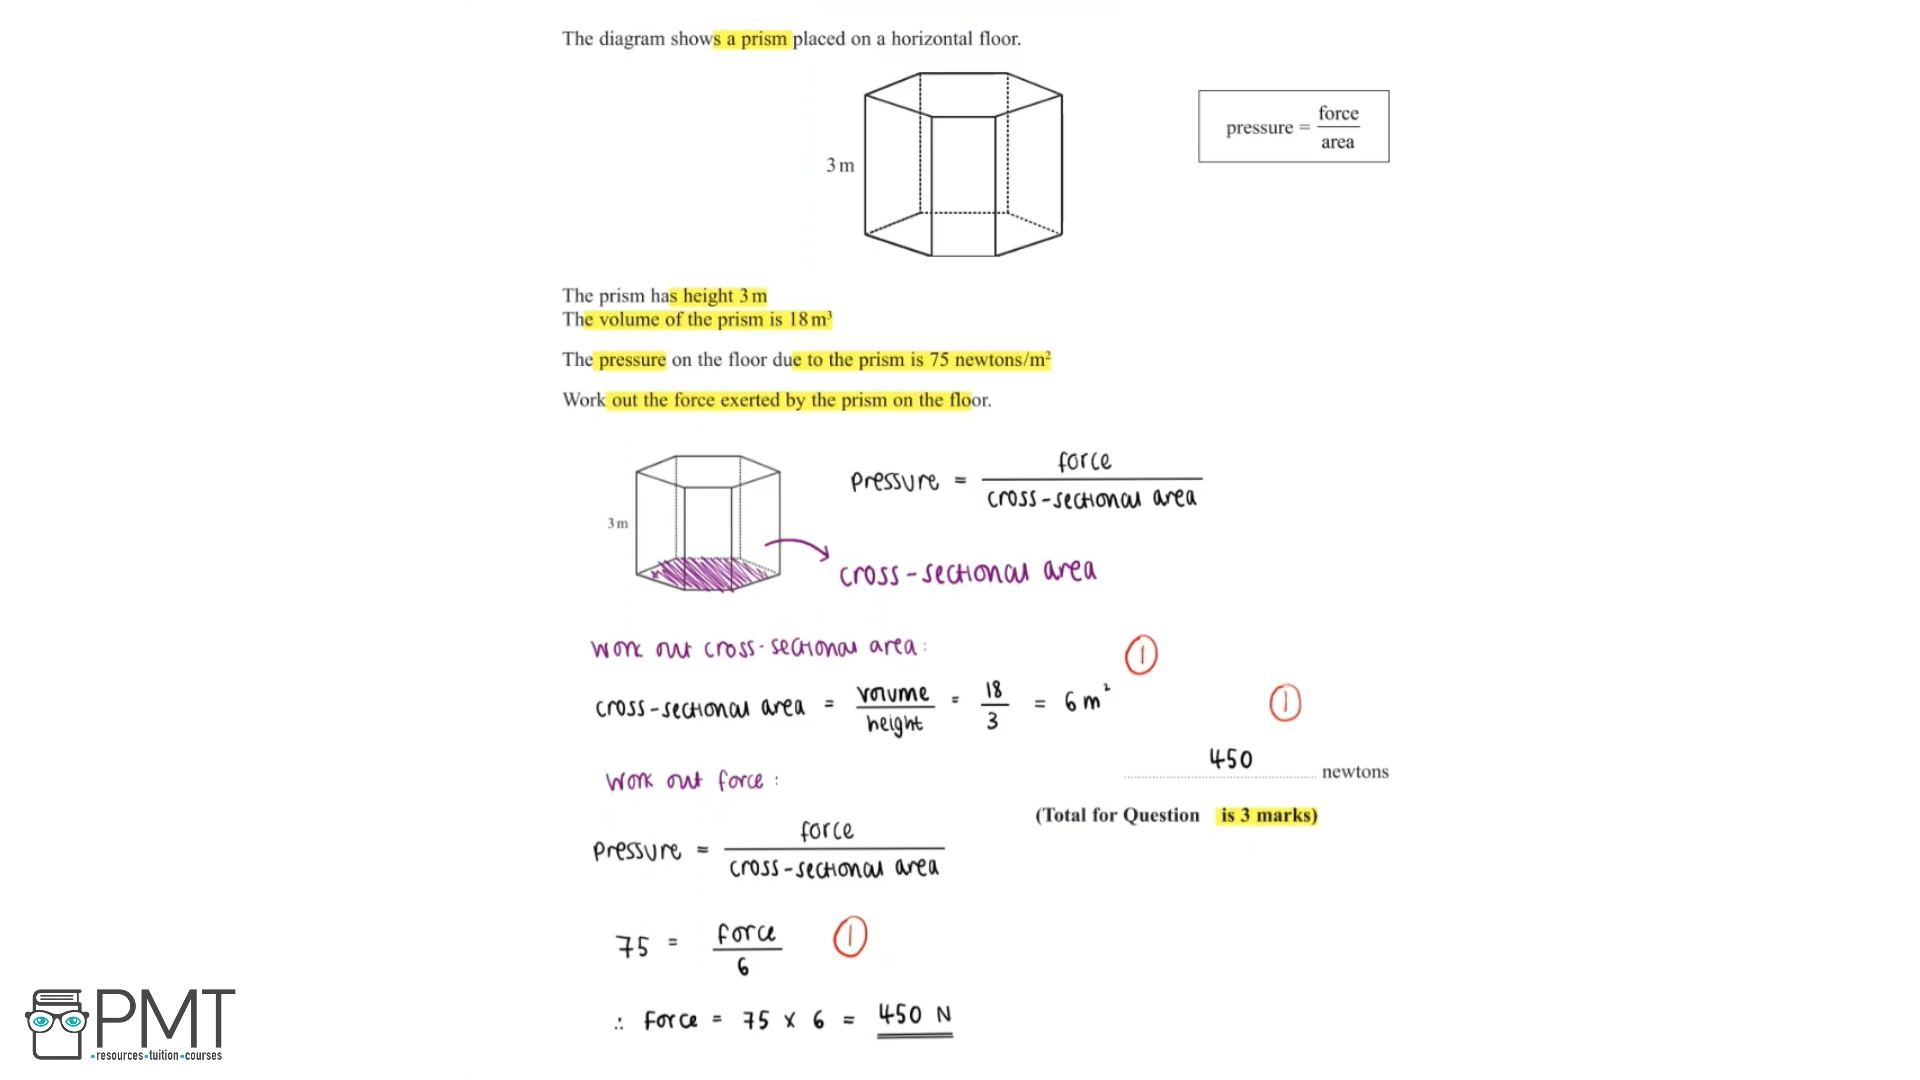 The diagram shows a prism placed on a horizontal floor.
pressure = force / area
3 m
The prism has height 3 m
The volume of the prism is 18 m³
The pressure on the floor due to the prism is 75 newtons/m²
Work out the force exerted by the prism on the floor.
pressure = force / cross-sectional area
3 m
cross-sectional area
work out cross-sectional area:
1
cross-sectional area = volume / height = 18 / 3 = 6 m²
1
450 newtons
work out force:
(Total for Question is 3 marks)
pressure = force / cross-sectional area
75 = force / 6
1
∴ force = 75 × 6 = 450 N
PMT
•resources•tuition•courses